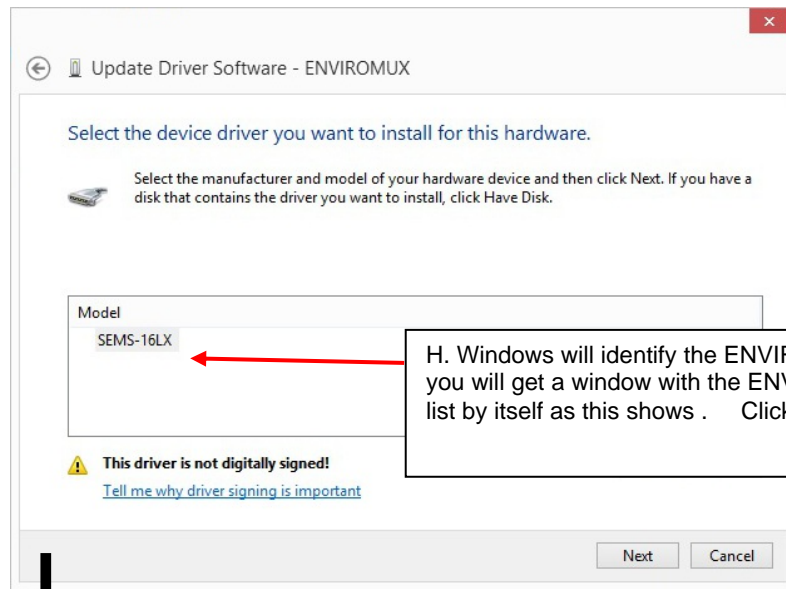 Update Driver Software - ENVIROMUX
Select the device driver you want to install for this hardware.
Select the manufacturer and model of your hardware device and then click Next. If you have a
disk that contains the driver you want to install, click Have Disk.
Model
SEMS-16LX
H. Windows will identify the
you will get a window with the
list by itself as this shows .
This driver is not digitally signed!
Tell me why driver signing is important
Next Cancel